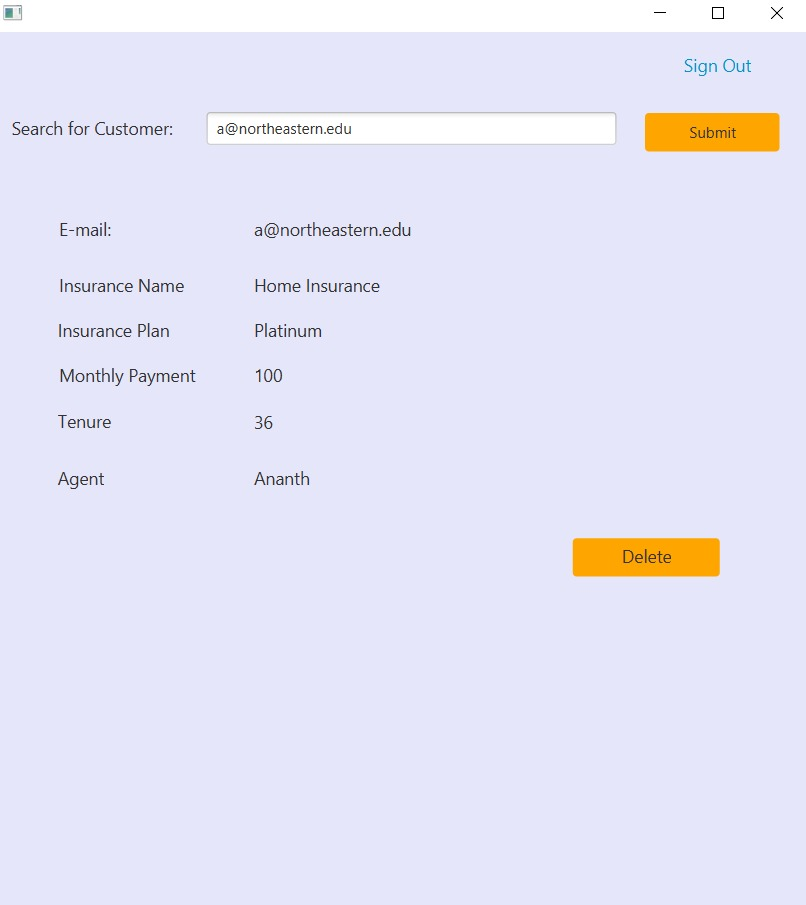 Sign Out
Search for Customer: a@northeastern.edu Submit
E-mail: a@northeastern.edu
Insurance Name Home Insurance
Insurance Plan Platinum
Monthly Payment 100
Tenure 36
Agent Ananth
Delete